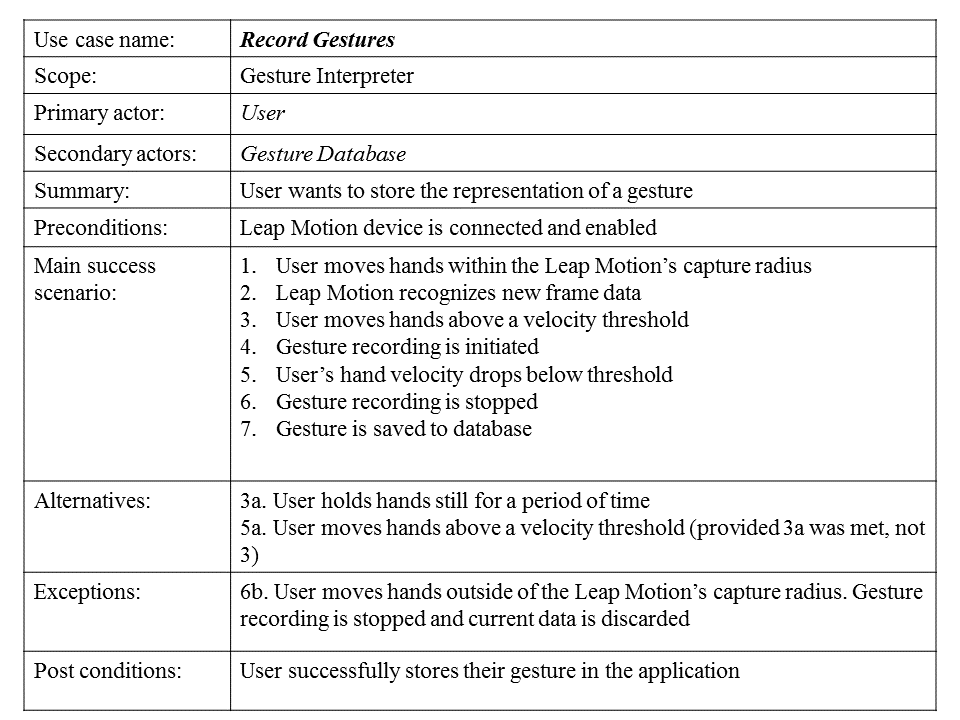 Use case name: Record Gestures
Scope: Gesture Interpreter
Primary actor: User
Secondary actors: Gesture Database
Summary: User wants to store the representation of a gesture
Preconditions: Leap Motion device is connected and enabled
Main success
scenario:
1. User moves hands within the Leap Motion’s capture radius
2. Leap Motion recognizes new frame data
3. User moves hands above a velocity threshold
4. Gesture recording is initiated
5. User’s hand velocity drops below threshold
6. Gesture recording is stopped
7. Gesture is saved to database
Alternatives: 3a. User holds hands still for a period of time
5a. User moves hands above a velocity threshold (provided 3a was met, not
3)
Exceptions: 6b. User moves hands outside of the Leap Motion’s capture radius. Gesture
recording is stopped and current data is discarded
Post conditions: User successfully stores their gesture in the application